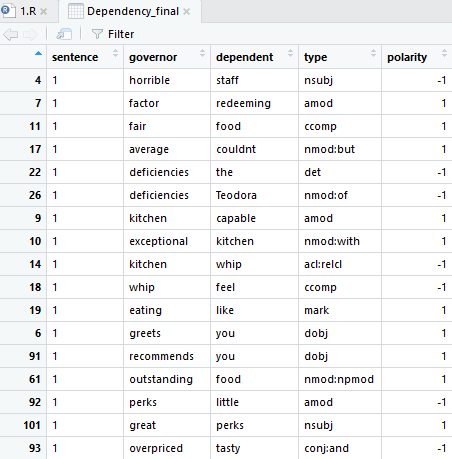 1.R × Dependency_final ×
Filter
sentence governor dependent type polarity
4 1 horrible staff nsubj -1
7 1 factor redeeming amod 1
11 1 fair food ccomp 1
17 1 average couldnt nmod:but 1
22 1 deficiencies the det -1
26 1 deficiencies Teodora nmod:of -1
9 1 kitchen capable amod 1
10 1 exceptional kitchen nmod:with 1
14 1 kitchen whip acl:relcl -1
18 1 whip feel ccomp -1
19 1 eating like mark 1
6 1 greets you dobj 1
91 1 recommends you dobj 1
61 1 outstanding food nmod:npmod 1
92 1 perks little amod -1
101 1 great perks nsubj 1
93 1 overpriced tasty conj:and 1